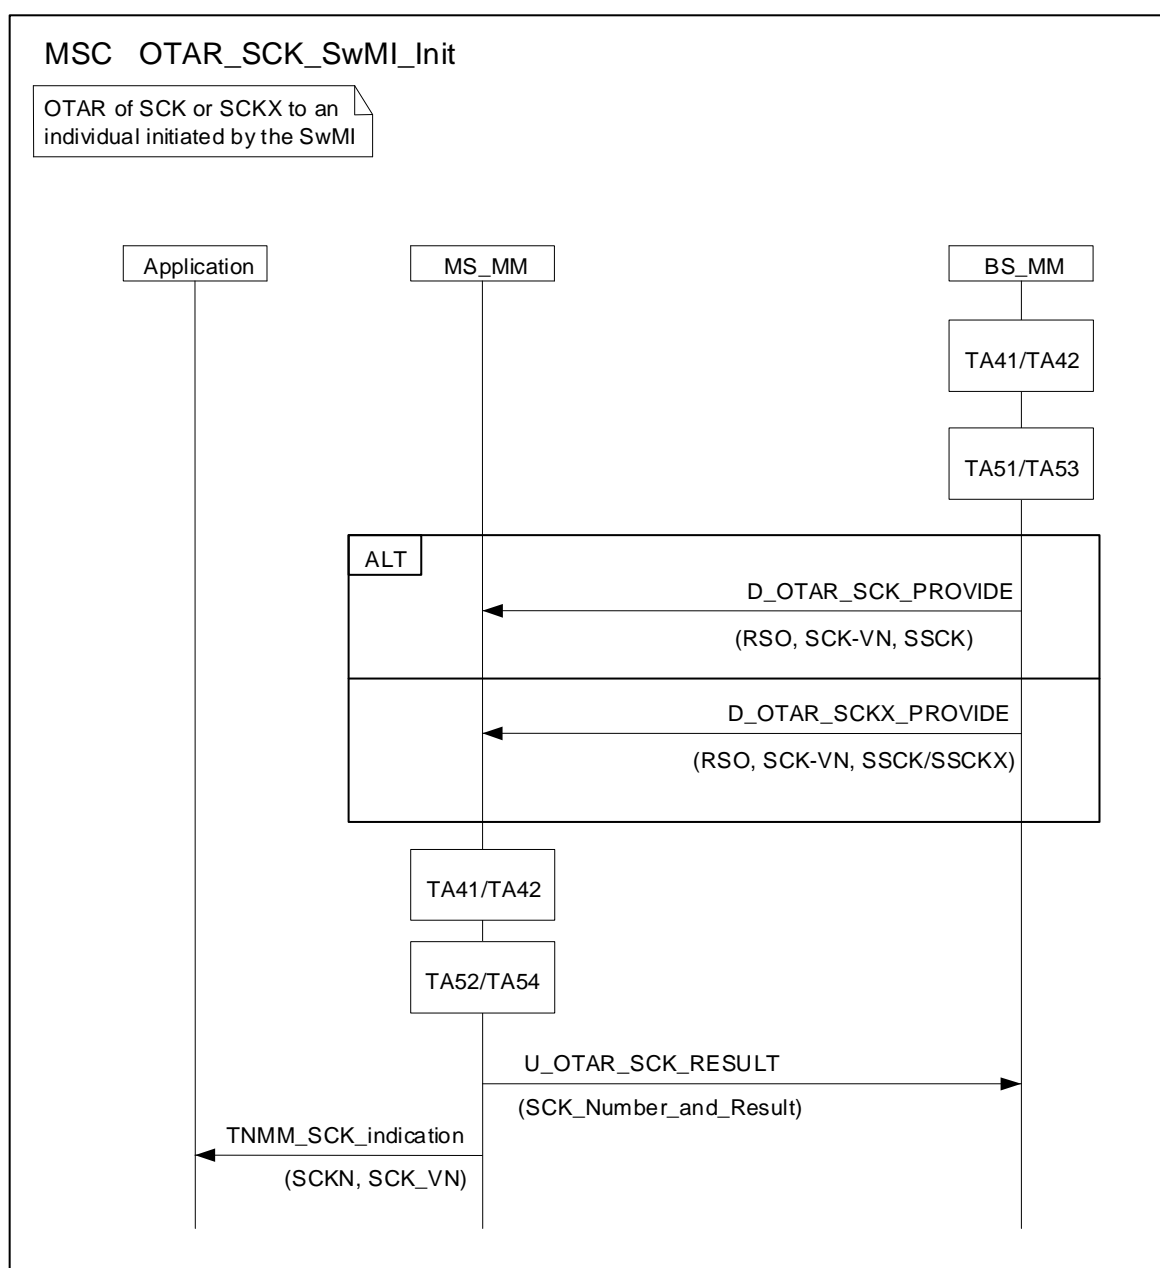 MSC OTAR_SCK_SwMI_Init
OTAR of SCK or SCKX to an
individual initiated by the SwMI
Application
MS_MM
BS_MM
TA41/TA42
TA51/TA53
ALT
D_OTAR_SCK_PROVIDE
(RSO, SCK-VN, SSCK)
D_OTAR_SCKX_PROVIDE
(RSO, SCK-VN, SSCK/SSCKX)
TA41/TA42
TA52/TA54
U_OTAR_SCK_RESULT
(SCK_Number_and_Result)
TNMM_SCK_indication
(SCKN, SCK_VN)